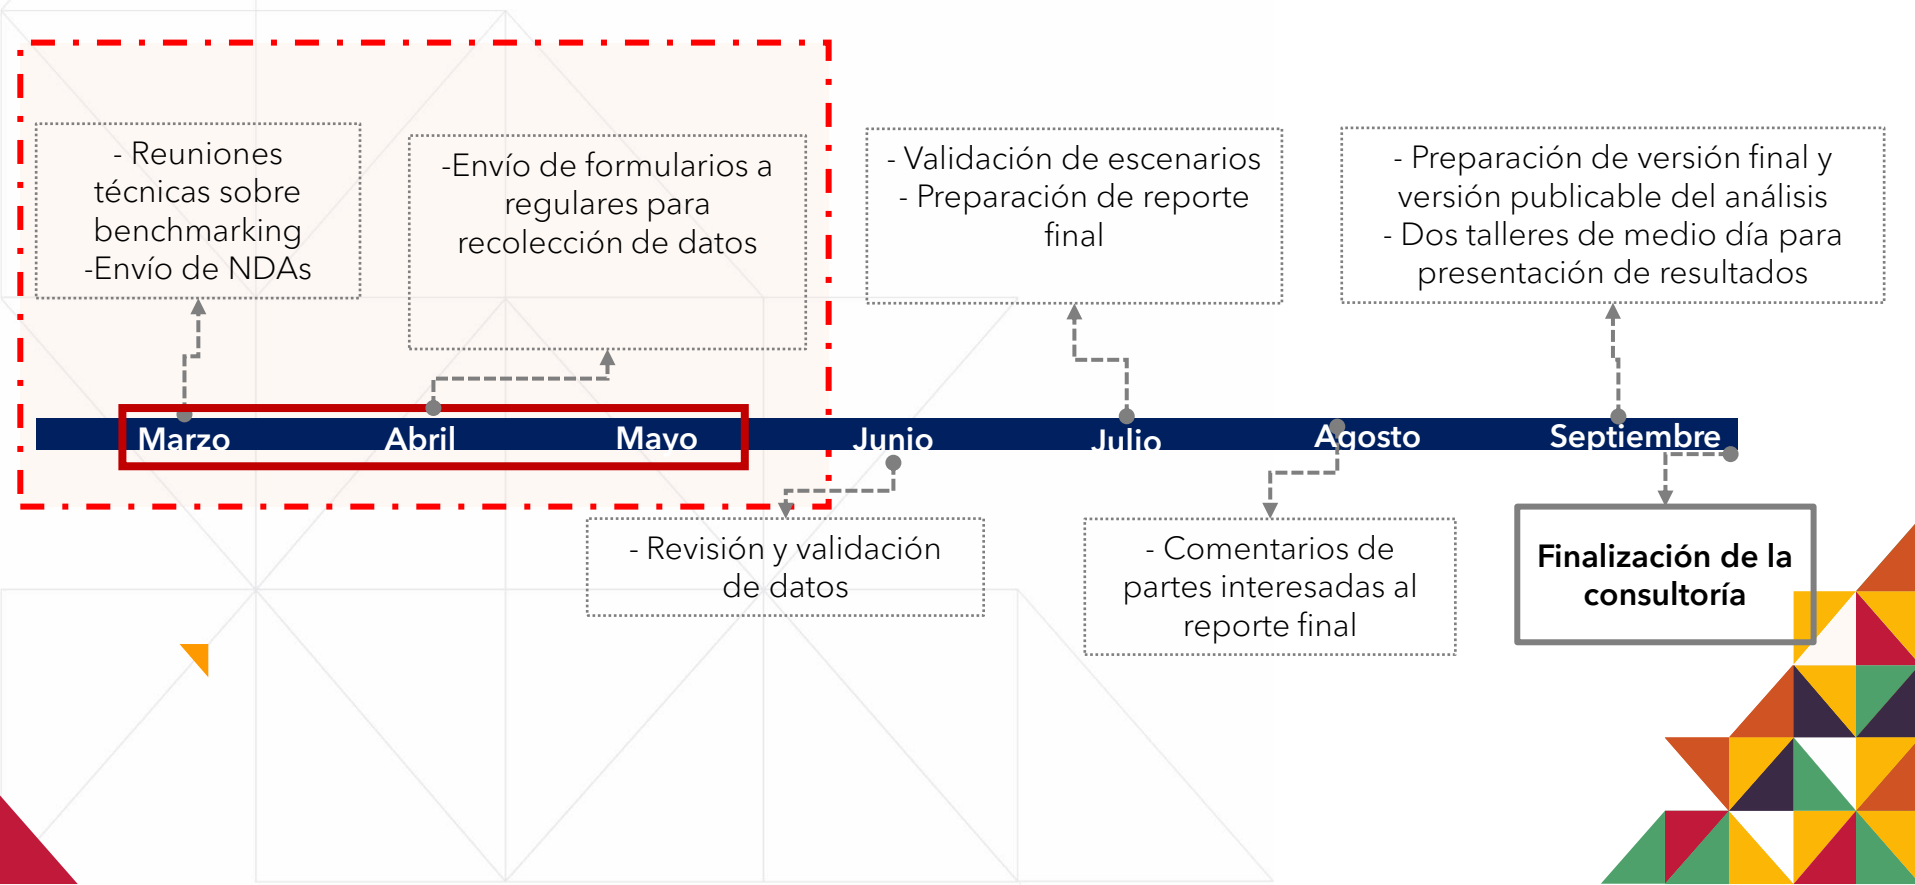 - Reuniones
técnicas sobre
benchmarking
-Envío de NDAs
-Envío de formularios a
regulares para
recolección de datos
- Validación de escenarios
- Preparación de reporte
final
- Preparación de versión final y
versión publicable del análisis
- Dos talleres de medio día para
presentación de resultados
Marzo
Abril
Mayo
Junio
Julio
Agosto
Septiembre
- Revisión y validación
de datos
- Comentarios de
partes interesadas al
reporte final
Finalización de la
consultoría